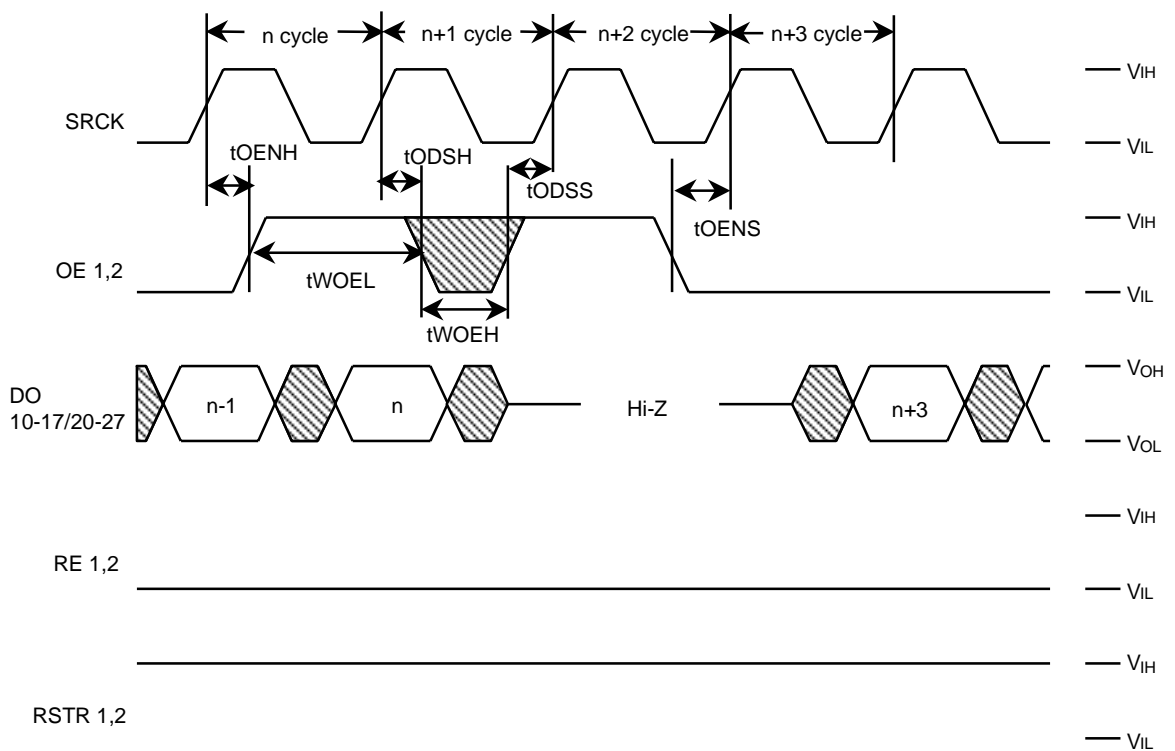 n cycle
n+1 cycle
n+2 cycle
n+3 cycle
VIH
SRCK
VIL
tOENH
tODSH
tODSS
tOENS
VIH
OE 1,2
tWOEL
VIL
tWOEH
VOH
DO
10-17/20-27
n-1
n
Hi-Z
n+3
VOL
VIH
RE 1,2
VIL
VIH
RSTR 1,2
VIL